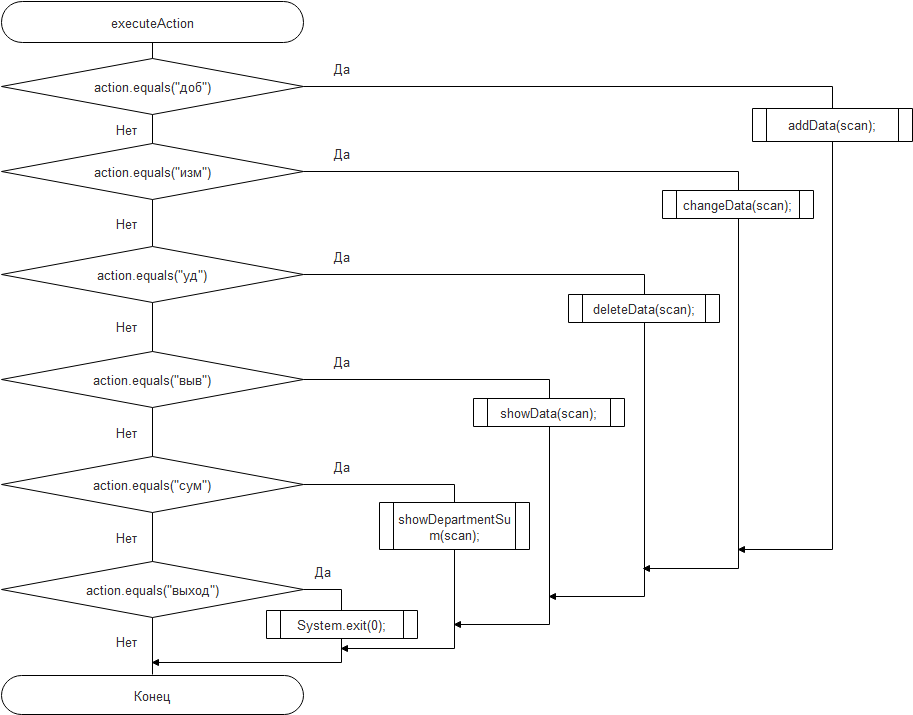 executeAction
Да
action.equals("доб")
addData(scan);
Нет
Да
action.equals("изм")
changeData(scan);
Нет
Да
action.equals("уд")
deleteData(scan);
Нет
Да
action.equals("выв")
showData(scan);
Нет
Да
action.equals("сум")
showDepartmentSu
m(scan);
Нет
Да
action.equals("выход")
System.exit(0);
Нет
Конец